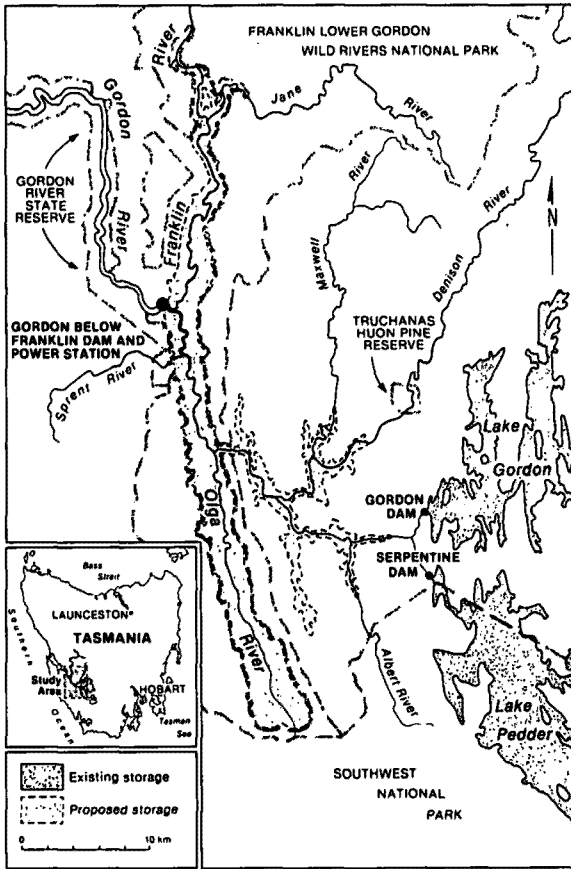 FRANKLIN LOWER GORDON
WILD RIVERS NATIONAL PARK
River
Gordon
River
Jane
River
GORDON
RIVER
STATE
RESERVE
Franklin
River
Maxwell
River
Denison
TRUCHANAS
HUON PINE
RESERVE
N
GORDON BELOW
FRANKLIN DAM AND
POWER STATION
Sprent River
Lake
Gordon
GORDON
DAM
SERPENTINE
DAM
Olga
River
Albert River
Lake
Pedder
SOUTHWEST
NATIONAL
PARK
Bass
Strait
LAUNCESTON
TASMANIA
Southern
Ocean
Study
Area
HOBART
Tasman
Sea
Existing storage
Proposed storage
0 10 km